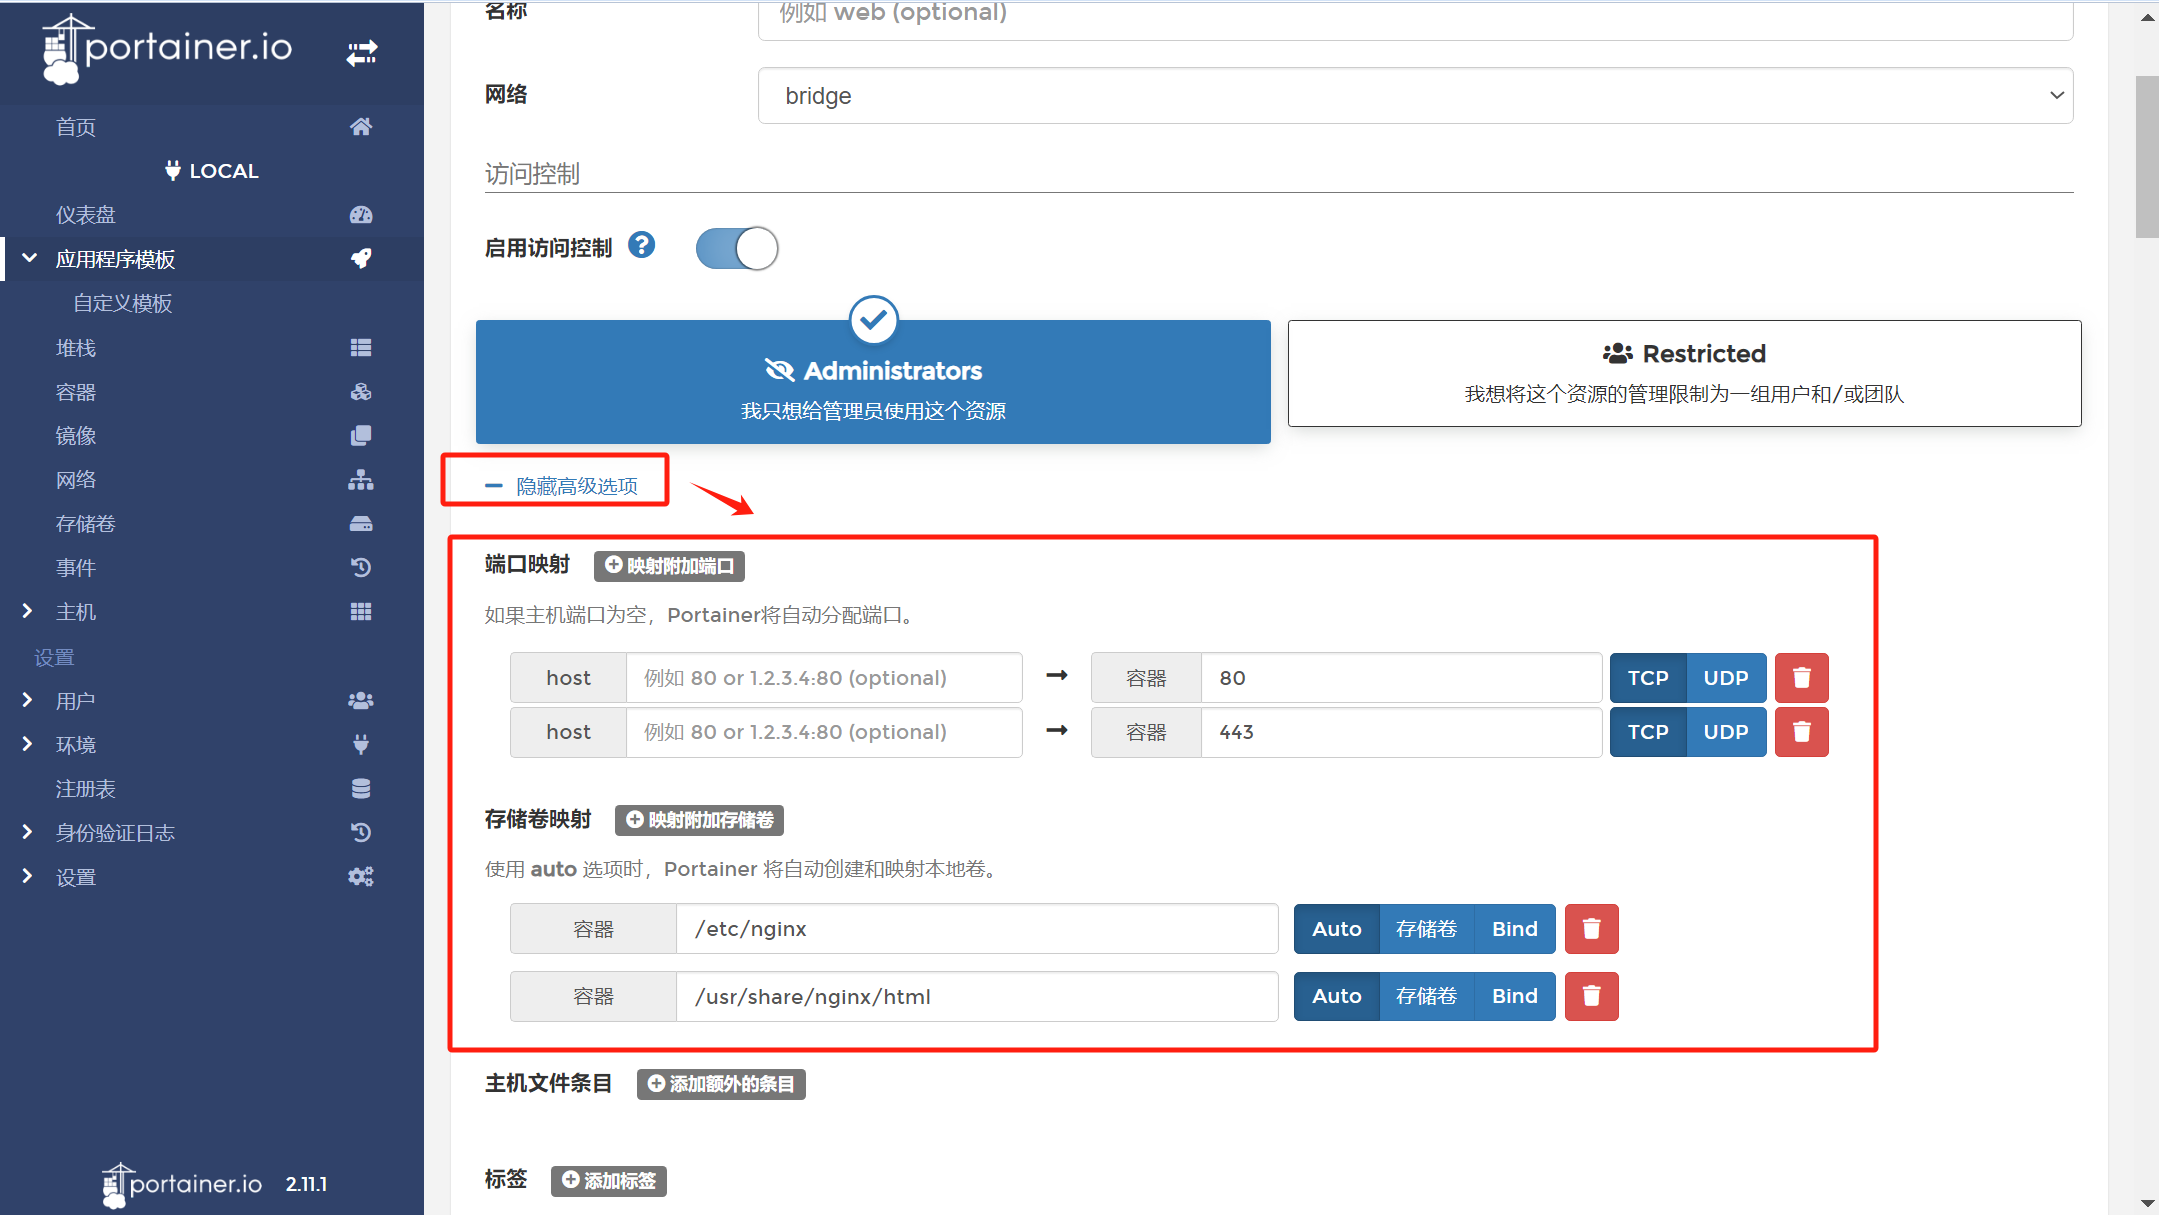 portainer.io
首页
LOCAL
仪表盘
应用程序模板
自定义模板
堆栈
容器
镜像
网络
存储卷
事件
主机
设置
用户
环境
注册表
身份验证日志
设置
portainer.io 2.11.1
名称 例如 web (optional)
网络 bridge
访问控制
启用访问控制
Administrators
我只想给管理员使用这个资源
Restricted
我想将这个资源的管理限制为一组用户和/或团队
隐藏高级选项
端口映射 映射附加端口
如果主机端口为空，Portainer将自动分配端口。
host 例如 80 or 1.2.3.4:80 (optional) 容器 80 TCP UDP
host 例如 80 or 1.2.3.4:80 (optional) 容器 443 TCP UDP
存储卷映射 映射附加存储卷
使用 auto 选项时，Portainer 将自动创建和映射本地卷。
容器 /etc/nginx Auto 存储卷 Bind
容器 /usr/share/nginx/html Auto 存储卷 Bind
主机文件条目 添加额外的条目
标签 添加标签